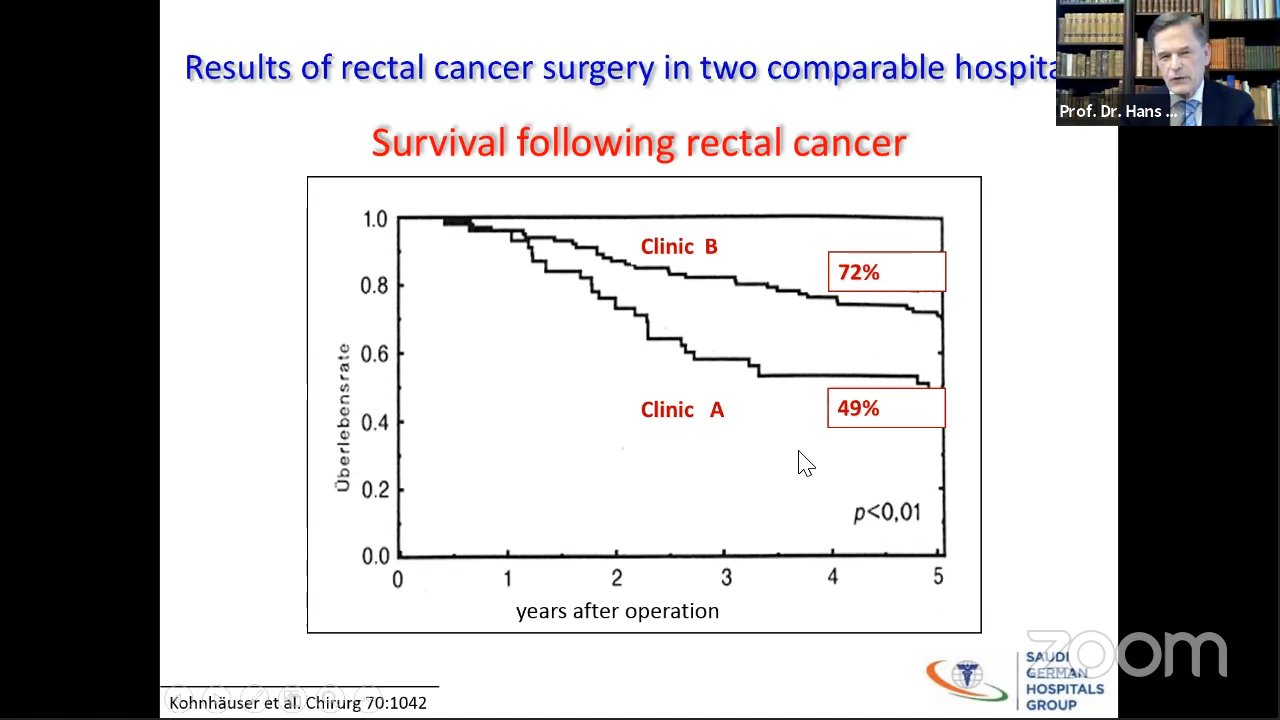 Results of rectal cancer surgery in two comparable hospita
Prof. Dr. Hans ...
Survival following rectal cancer
1.0
0.8
0.6
0.4
0.2
0.0
Überlebensrate
Clinic B
72%
Clinic A
49%
p<0,01
0 1 2 3 4 5
years after operation
Kohnhäuser et al. Chirurg 70:1042
zoom
SAUDI
GERMAN
HOSPITALS
GROUP